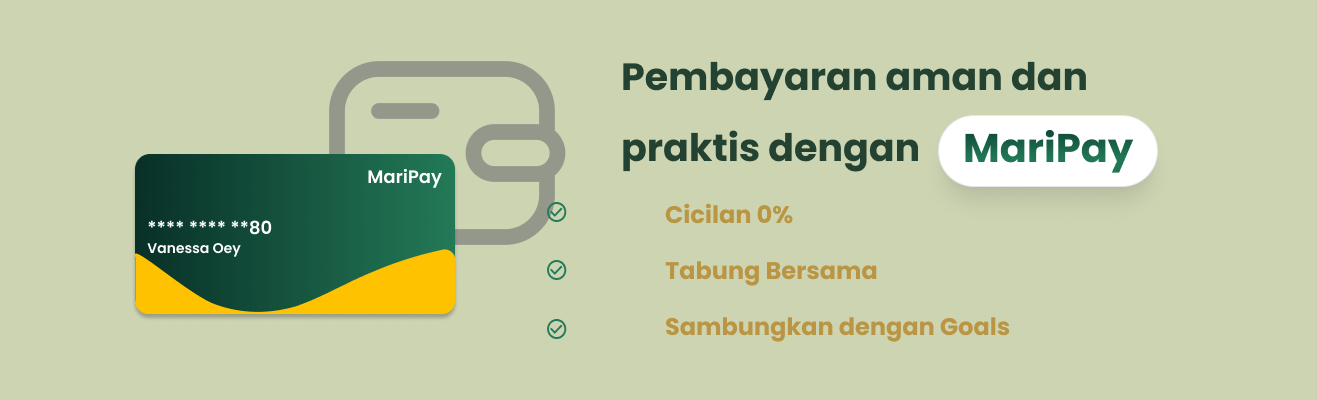 MariPay
**** **** **80
Vanessa Oey
Pembayaran aman dan
praktis dengan MariPay
Cicilan 0%
Tabung Bersama
Sambungkan dengan Goals